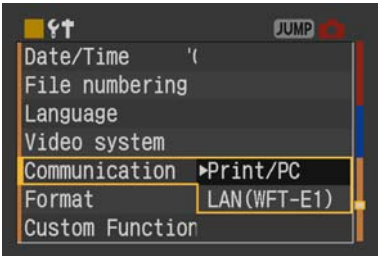 JUMP
Date/Time
File numbering
Language
Video system
Communication ▸Print/PC
Format LAN(WFT-E1)
Custom Function